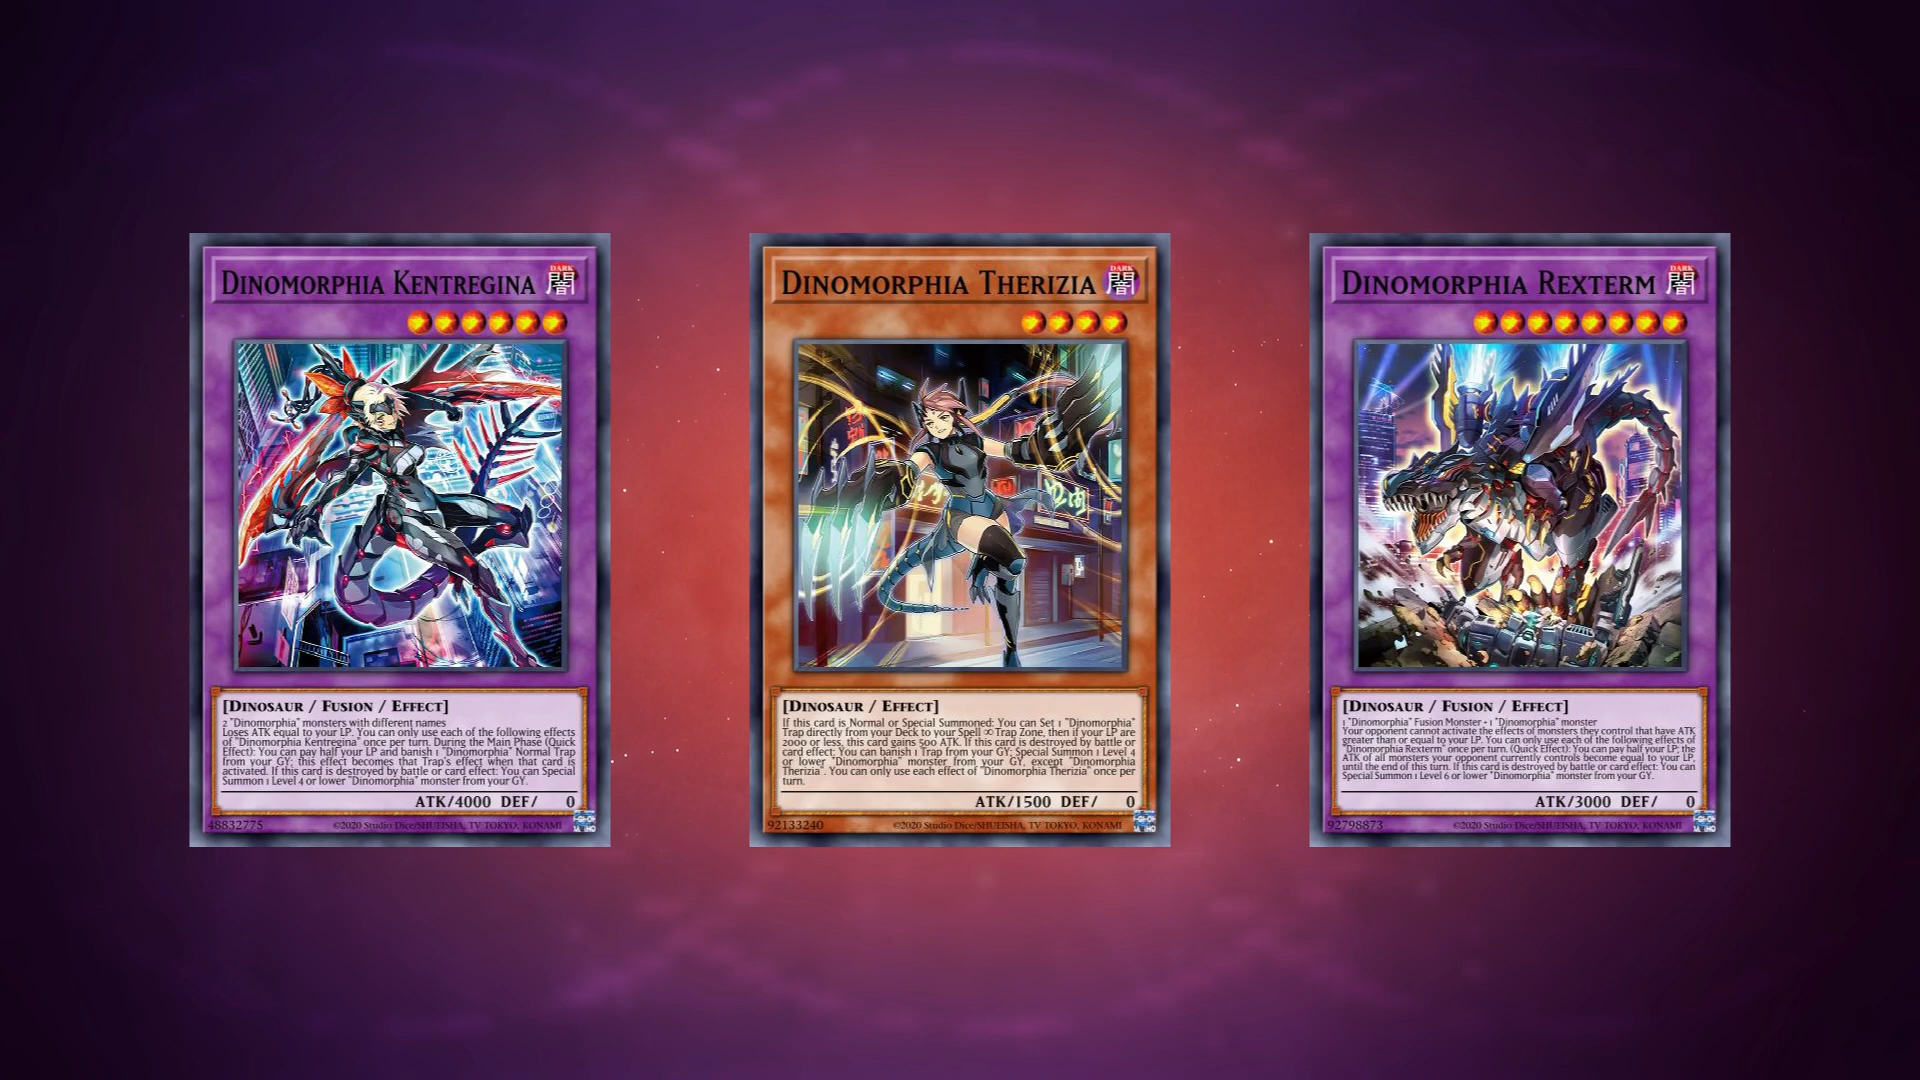 DINOMORPHIA KENTREGINA
DARK
闇
[DINOSAUR / FUSION / EFFECT]
2 "Dinomorphia" monsters with different names
Loses ATK equal to your LP. You can only use each of the following effects
of "Dinomorphia Kentregina" once per turn. During the Main Phase (Quick
Effect): You can pay half your LP and banish 1 "Dinomorphia" Normal Trap
from your GY; this effect becomes that Trap's effect when that card is
activated. If this card is destroyed by battle or card effect: You can Special
Summon 1 Level 4 or lower "Dinomorphia" monster from your GY.
ATK/4000 DEF/ 0
48832775
©2020 Studio Dice/SHUEISHA, TV TOKYO, KONAMI
DINOMORPHIA THERIZIA
DARK
闇
[DINOSAUR / EFFECT]
If this card is Normal or Special Summoned: You can Set 1 "Dinomorphia"
Trap directly from your Deck to your Spell ∞ Trap Zone, then if your LP are
2000 or less, this card gains 500 ATK. If this card is destroyed by battle or
card effect: You can banish 1 Trap from your GY; Special Summon 1 Level 4
or lower "Dinomorphia" monster from your GY, except "Dinomorphia
Therizia". You can only use each effect of "Dinomorphia Therizia" once per
turn.
ATK/1500 DEF/ 0
92133240
©2020 Studio Dice/SHUEISHA, TV TOKYO, KONAMI
DINOMORPHIA REXTERM
DARK
闇
[DINOSAUR / FUSION / EFFECT]
1 "Dinomorphia" Fusion Monster + 1 "Dinomorphia" monster
Your opponent cannot activate the effects of monsters they control that have ATK
greater than or equal to your LP. You can only use each of the following effects of
"Dinomorphia Rexterm" once per turn. (Quick Effect): You can pay half your LP; the
ATK of all monsters your opponent currently controls become equal to your LP,
until the end of this turn. If this card is destroyed by battle or card effect: You can
Special Summon 1 Level 6 or lower "Dinomorphia" monster from your GY.
ATK/3000 DEF/ 0
92798873
©2020 Studio Dice/SHUEISHA, TV TOKYO, KONAMI